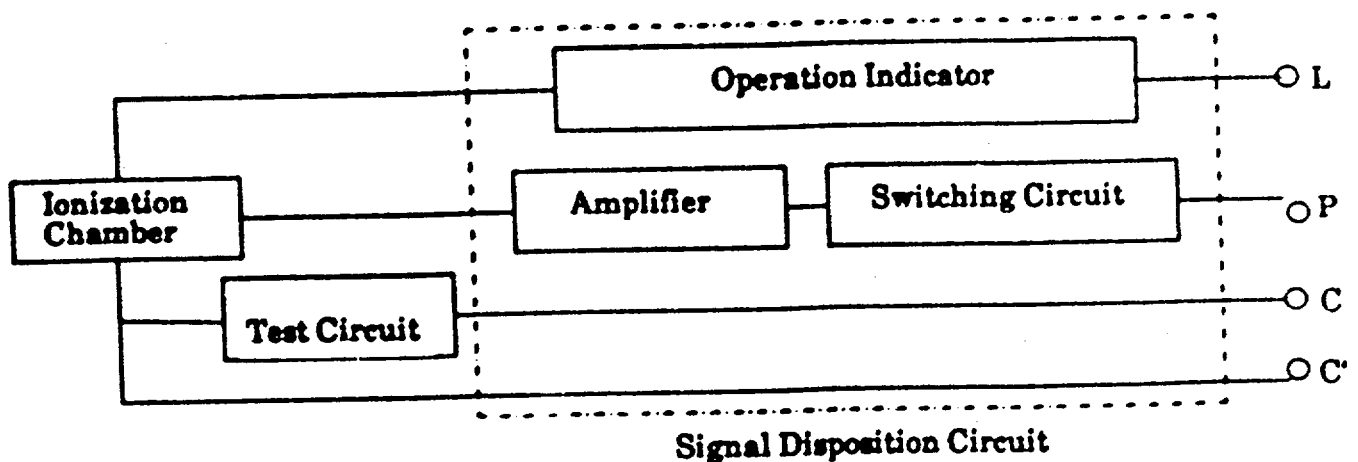 Operation Indicator
L
Ionization
Chamber
Amplifier
Switching Circuit
P
Test Circuit
C
C'
Signal Disposition Circuit